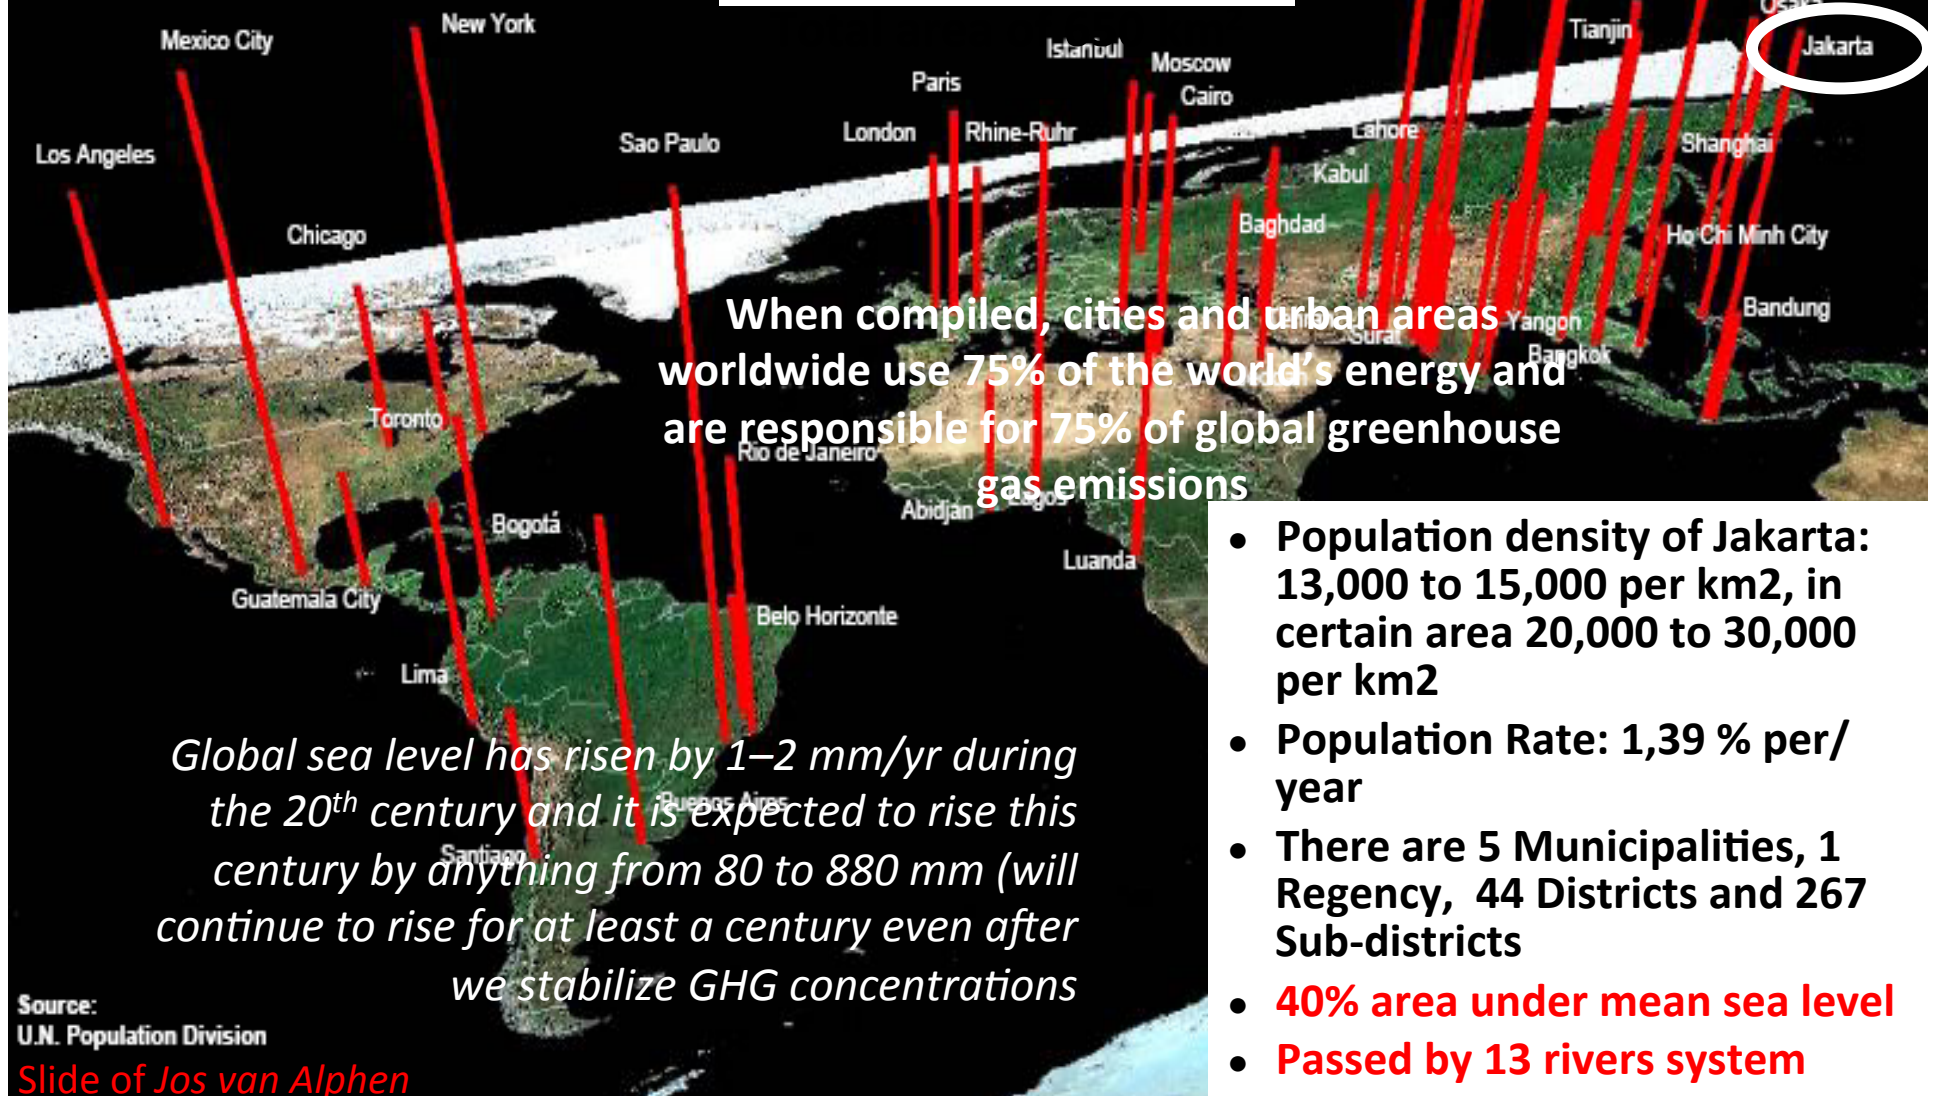 Osaka
New York
Mexico City
Tianjin
Jakarta
Istanbul
Moscow
Paris
Cairo
London
Rhine-Ruhr
Lahore
Sao Paulo
Shanghai
Los Angeles
Kabul
Baghdad
Chicago
Ho Chi Minh City
Bandung
When compiled, cities and urban areas
worldwide use 75% of the world's energy and
are responsible for 75% of global greenhouse
gas emissions
Yangon
Surat
Bangkok
Toronto
Rio de Janeiro
Abidjan
Lagos
Bogotá
Luanda
Guatemala City
Belo Horizonte
Lima
Buenos Aires
Santiago
Global sea level has risen by 1–2 mm/yr during
the 20th century and it is expected to rise this
century by anything from 80 to 880 mm (will
continue to rise for at least a century even after
we stabilize GHG concentrations
• Population density of Jakarta:
13,000 to 15,000 per km2, in
certain area 20,000 to 30,000
per km2
• Population Rate: 1,39 % per/
year
• There are 5 Municipalities, 1
Regency, 44 Districts and 267
Sub-districts
• 40% area under mean sea level
• Passed by 13 rivers system
Source:
U.N. Population Division
Slide of Jos van Alphen